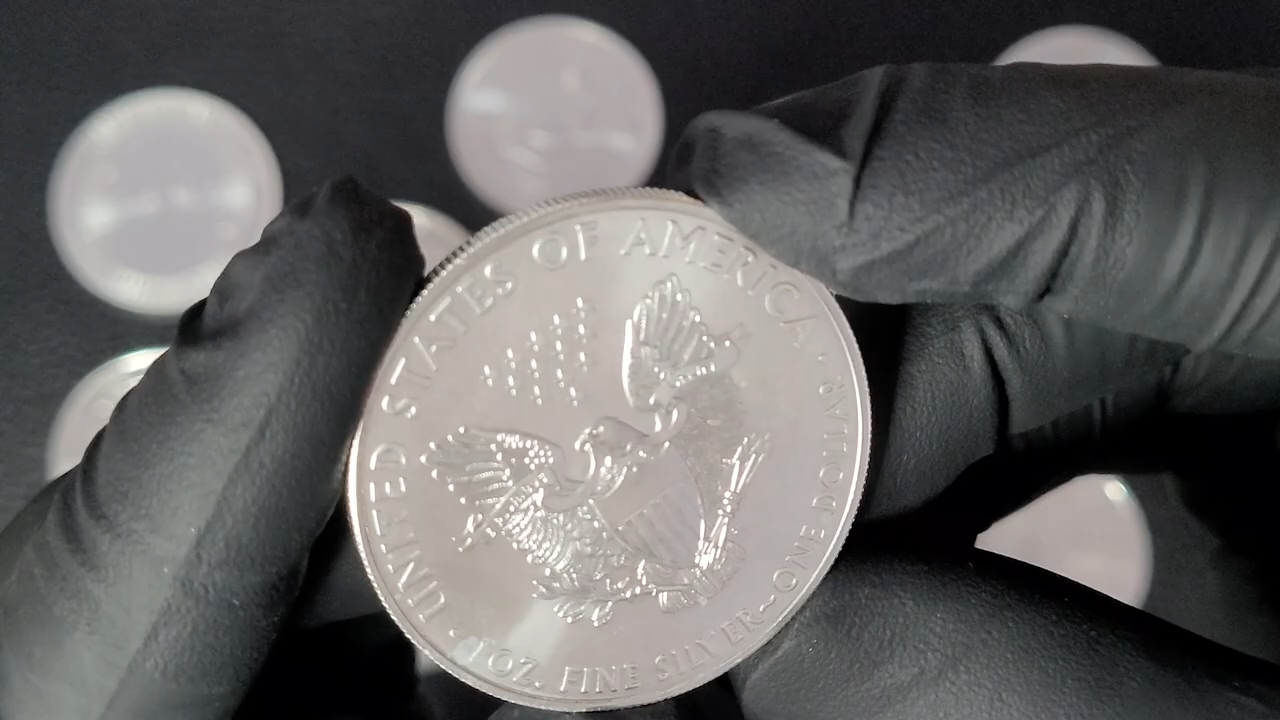 UNITED STATES OF AMERICA
· 1 OZ. FINE SILVER~ONE DOLLAR ·